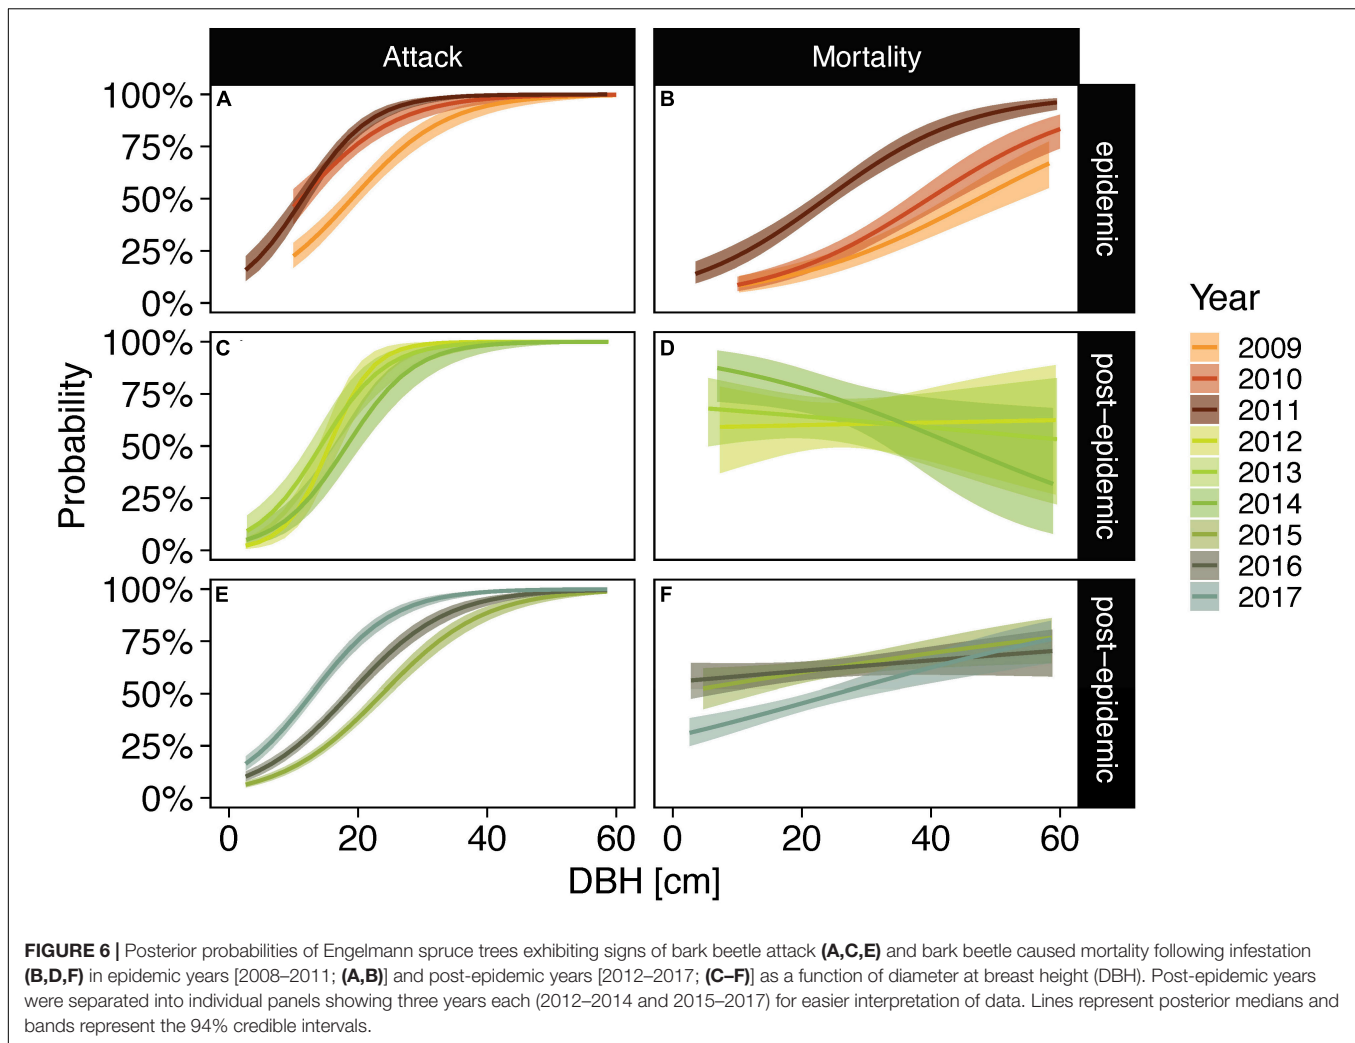 Attack
Mortality
A
B
100%
75%
50%
25%
0%
epidemic
C
D
100%
75%
50%
25%
0%
post-epidemic
E
F
100%
75%
50%
25%
0%
post-epidemic
Probability
0 20 40 60 0 20 40 60
DBH [cm]
Year
2009
2010
2011
2012
2013
2014
2015
2016
2017
FIGURE 6 | Posterior probabilities of Engelmann spruce trees exhibiting signs of bark beetle attack (A,C,E) and bark beetle caused mortality following infestation
(B,D,F) in epidemic years [2008–2011; (A,B)] and post-epidemic years [2012–2017; (C–F)] as a function of diameter at breast height (DBH). Post-epidemic years
were separated into individual panels showing three years each (2012–2014 and 2015–2017) for easier interpretation of data. Lines represent posterior medians and
bands represent the 94% credible intervals.